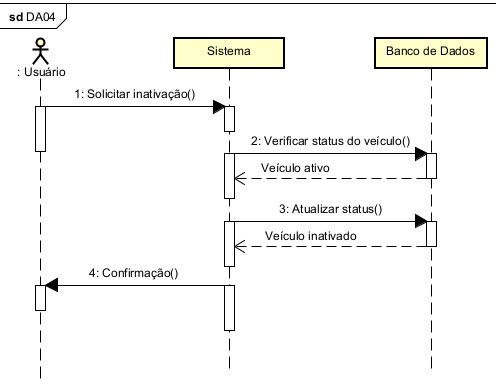 sd DA04
: Usuário
Sistema
Banco de Dados
1: Solicitar inativação()
2: Verificar status do veículo()
Veículo ativo
3: Atualizar status()
Veículo inativado
4: Confirmação()